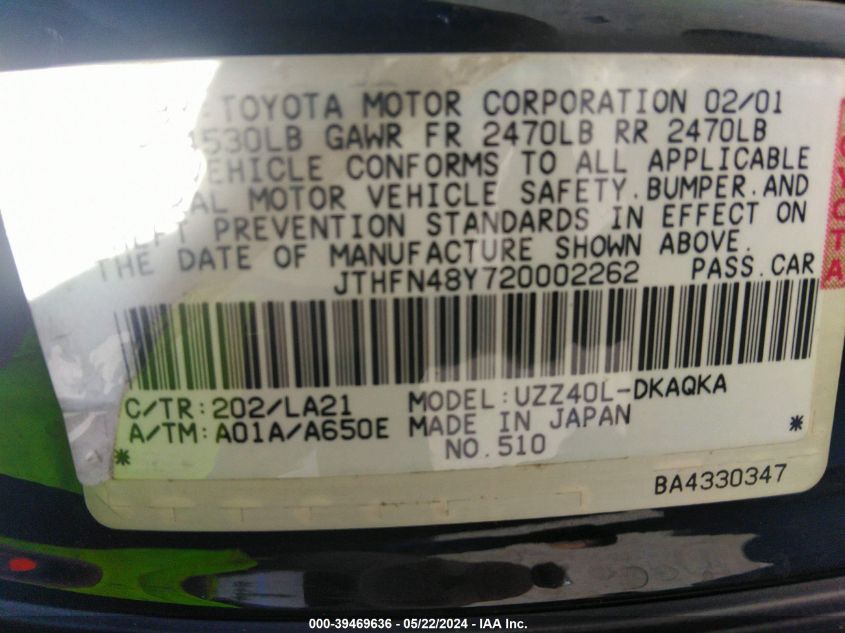 TOYOTA MOTOR CORPORATION 02/01
530LB GAWR FR 2470LB RR 2470LB
EHICLE CONFORMS TO ALL APPLICABLE
AL MOTOR VEHICLE SAFETY.BUMPER.AND
PREVENTION STANDARDS IN EFFECT ON
THE DATE OF MANUFACTURE SHOWN ABOVE.
JTHFN48Y720002262 PASS.CAR
C/TR:202/LA21 MODEL:UZZ40L-DKAQKA
A/TM:A01A/A650E MADE IN JAPAN
* NO.510 *
BA4330347
TOYOTA
000-39469636 - 05/22/2024 - IAA Inc.